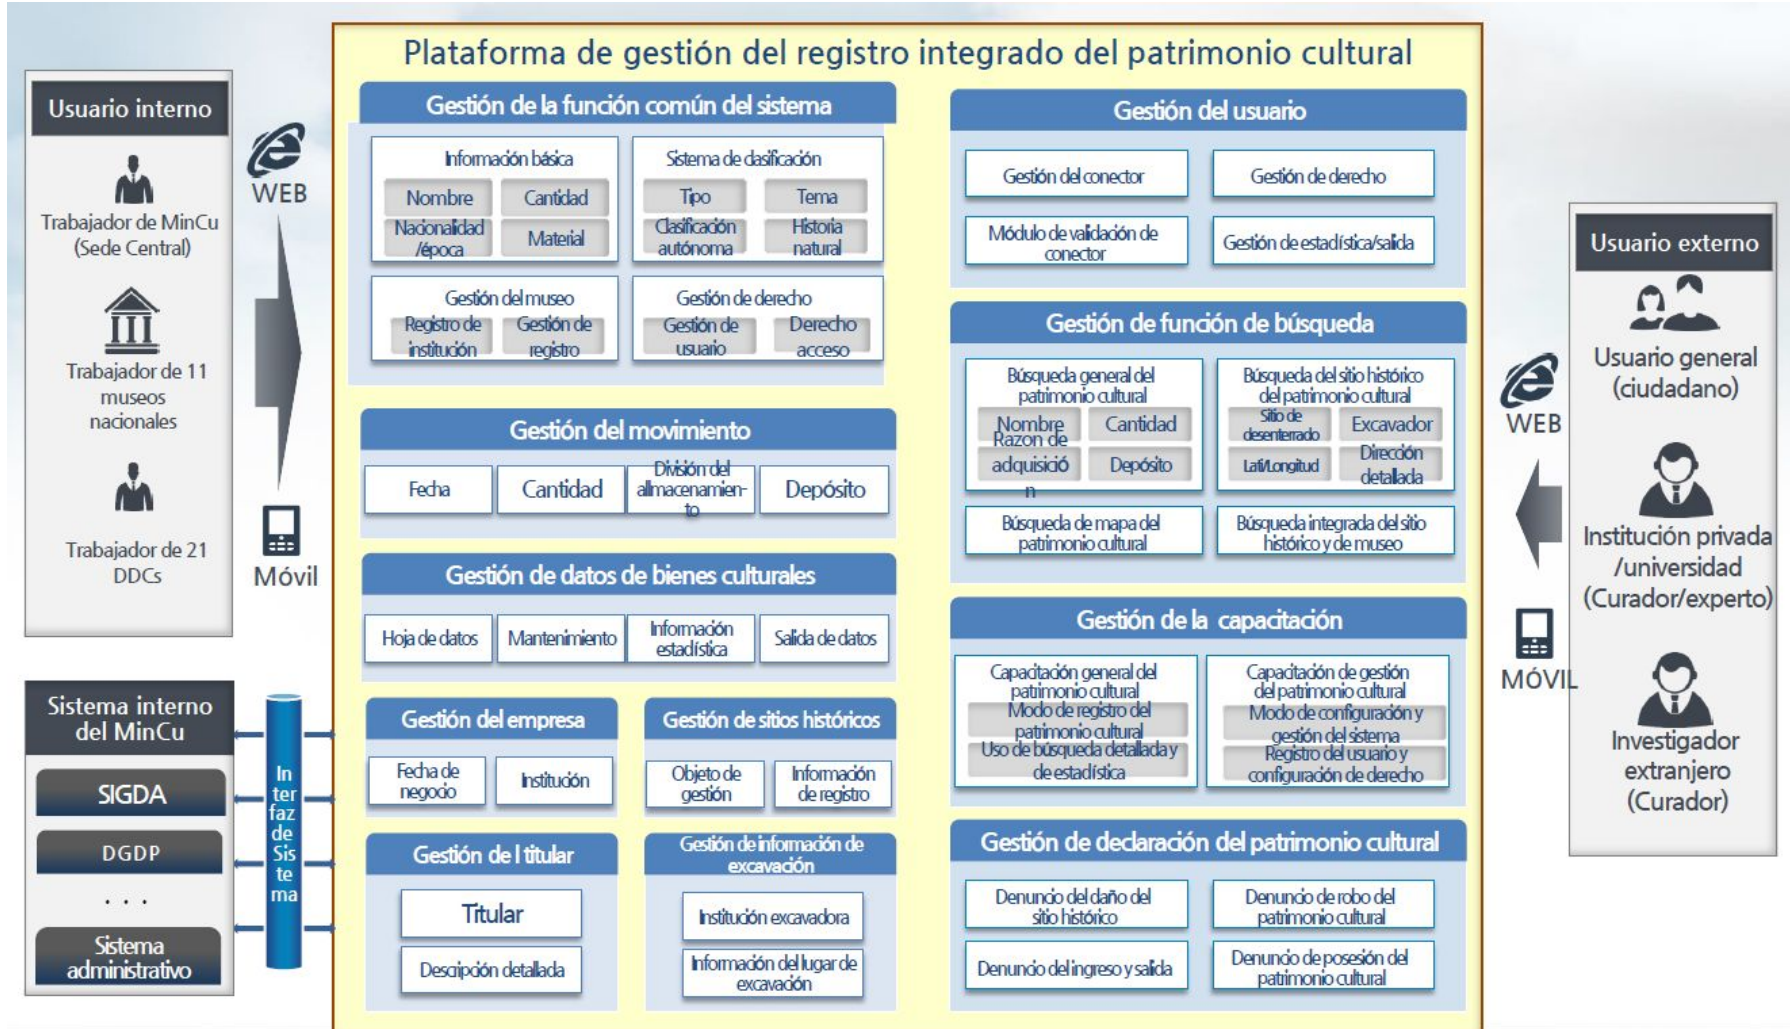 Plataforma de gestión del registro integrado del patrimonio cultural
Usuario interno
Trabajador de MinCu
(Sede Central)
Trabajador de 11
museos
nacionales
Trabajador de 21
DDCs
WEB
Móvil
Sistema interno
del MinCu
SIGDA
DGDP
. . .
Sistema
administrativo
In
ter
faz
de
Sis
te
ma
Gestión de la función común del sistema
Información básica
Nombre
Cantidad
Nacionalidad
/época
Material
Sistema de clasificación
Tipo
Tema
Clasificación
autónoma
Historia
natural
Gestión del museo
Registro de
institución
Gestión de
registro
Gestión de derecho
Gestión de
usuario
Derecho
acceso
Gestión del movimiento
Fecha
Cantidad
División del
allmacenamien-
to
Depósito
Gestión de datos de bienes culturales
Hoja de datos
Mantenimiento
Información
estadística
Salida de datos
Gestión del empresa
Fecha de
negocio
Institución
Gestión de sitios históricos
Objeto de
gestión
Información
de registro
Gestión de l titular
Titular
Descripción detallada
Gestión de información de
excavación
Institución excavadora
Información del lugar de
excavación
Gestión del usuario
Gestión del conector
Gestión de derecho
Módulo de validación de
conector
Gestión de estadística/salida
Gestión de función de búsqueda
Búsqueda general del
patrimonio cultural
Nombre
Cantidad
Razon de
adquisició
n
Depósito
Búsqueda del sitio histórico
del patrimonio cultural
Sitio de
desenterrado
Excavador
Lati/Longitud
Dirección
detallada
Búsqueda de mapa del
patrimonio cultural
Búsqueda integrada del sitio
histórico y de museo
Gestión de la capacitación
Capacitación general del
patrimonio cultural
Modo de registro del
patrimonio cultural
Uso de búsqueda detallada y
de estadística
Capacitación de gestión
del patrimonio cultural
Modo de configuración y
gestión del sistema
Registro del usuario y
configuración de derecho
Gestión de declaración del patrimonio cultural
Denuncio del daño del
sitio histórico
Denuncio de robo del
patrimonio cultural
Denuncio del ingreso y salida
Denuncio de posesión del
patrimonio cultural
WEB
MÓVIL
Usuario externo
Usuario general
(ciudadano)
Institución privada
/universidad
(Curador/experto)
Investigador
extranjero
(Curador)